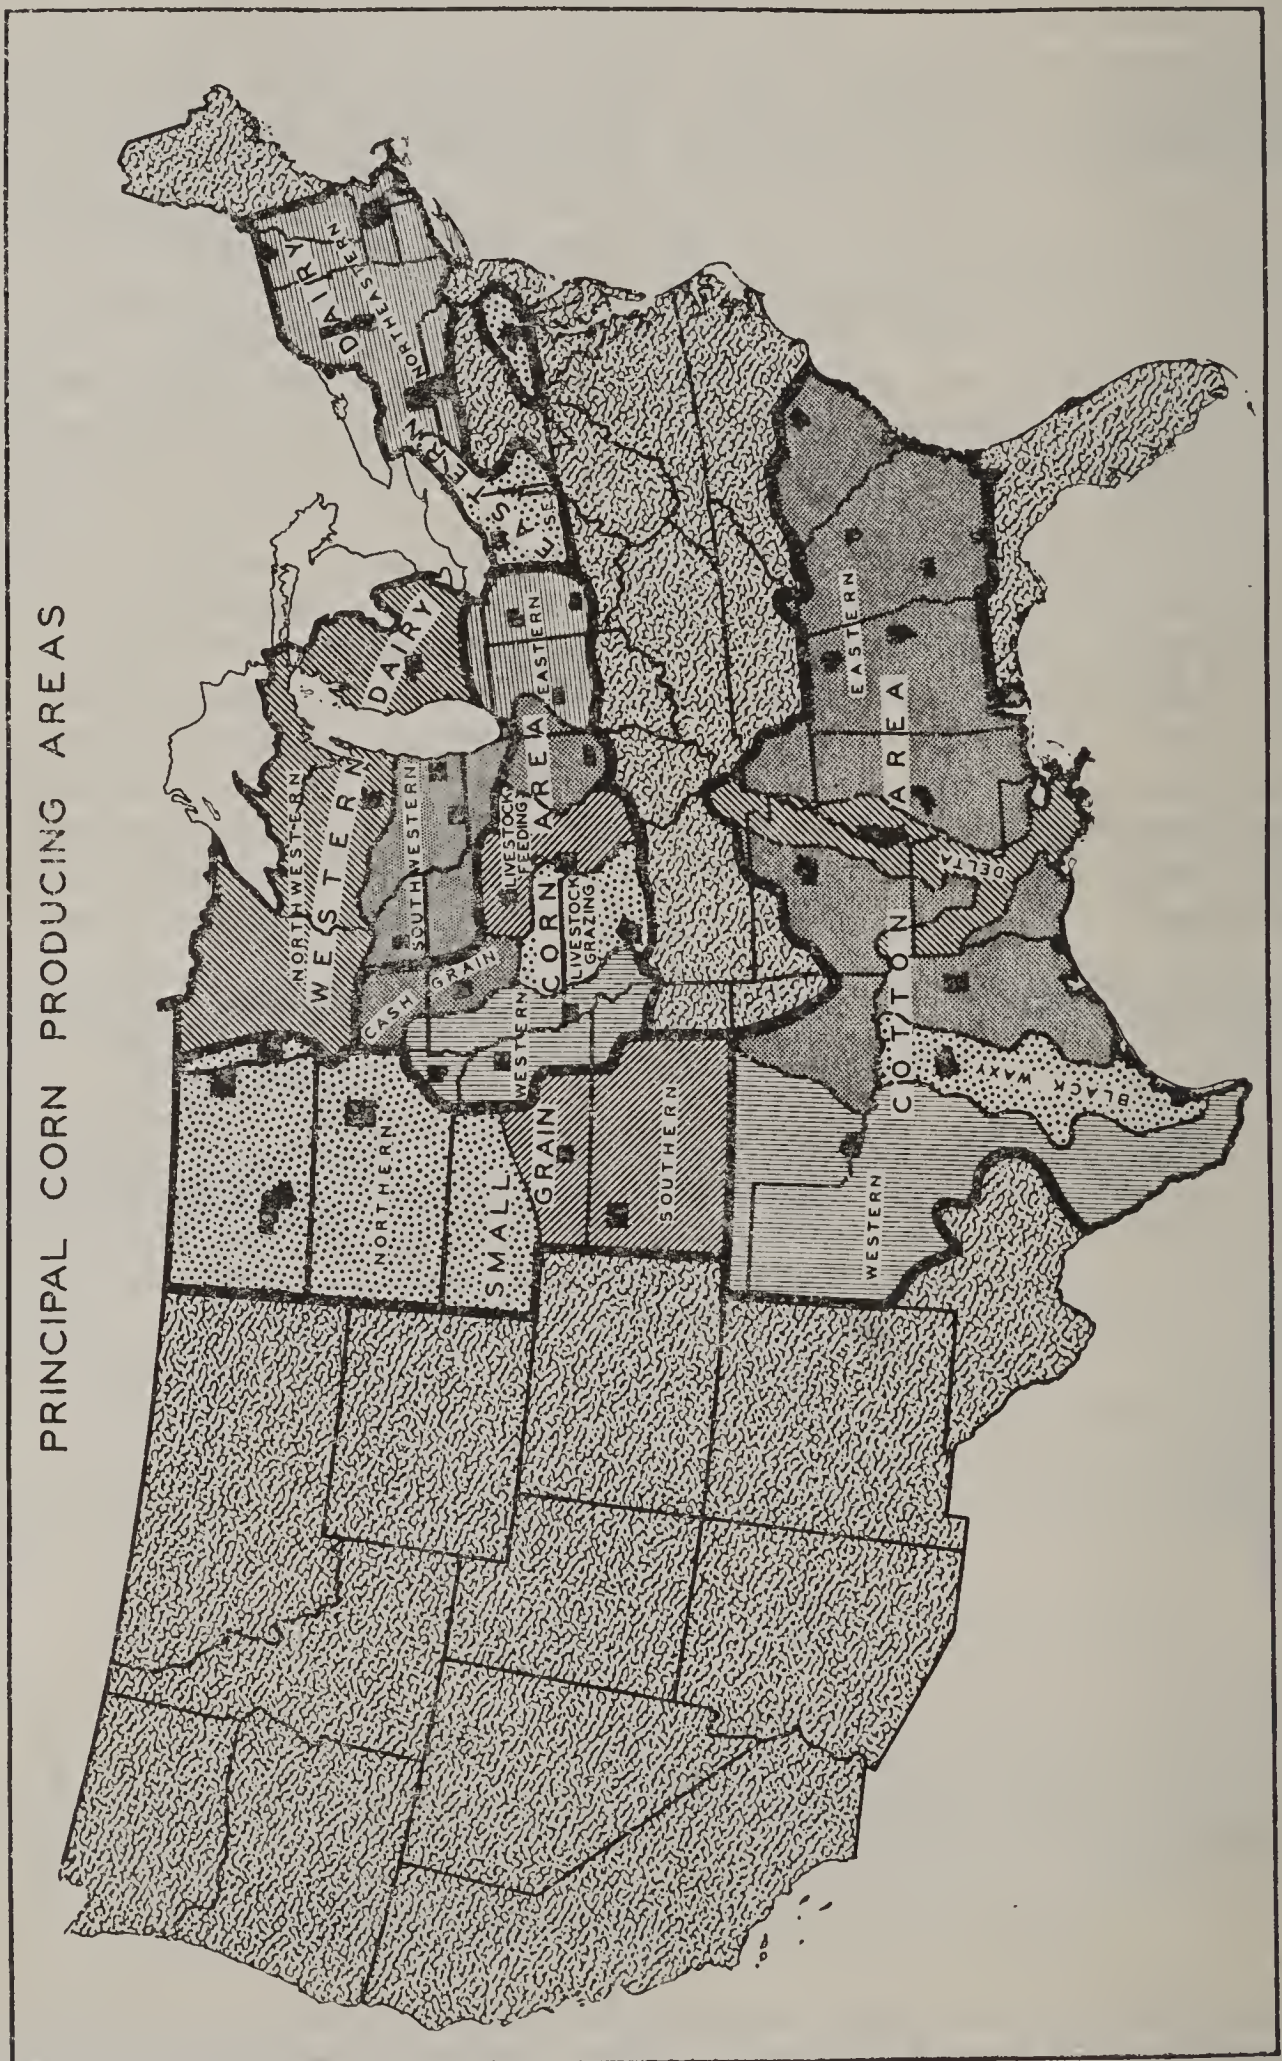 PRINCIPAL CORN PRODUCING AREAS
DAIRY
NORTHEASTERN
EASTERN
E.S.E.
NORTHWESTERN
WESTERN
DAIRY
SOUTHWESTERN
CASH GRAIN
LIVESTOCK
FEEDING
EASTERN
CORN AREA
LIVESTOCK
GRAZING
WESTERN
NORTHERN
SMALL GRAIN
SOUTHERN
EASTERN
COTTON AREA
DELTA
BLACK WAXY
WESTERN